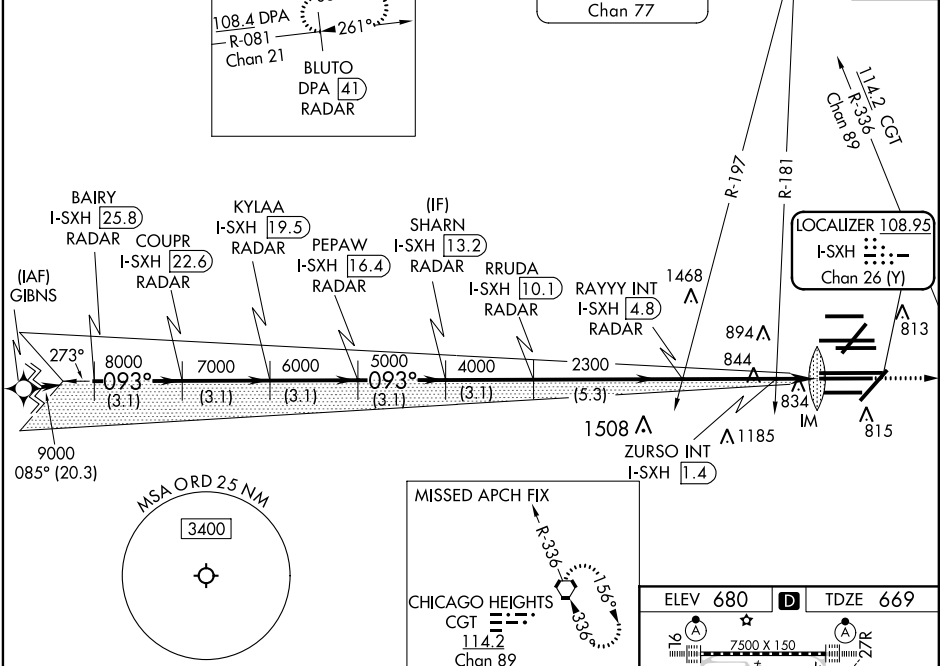 108.4 DPA
R-081
Chan 21
261°
BLUTO
DPA 41
RADAR
Chan 77
114.2 CGT
R-336
Chan 89
R-197
R-181
BAIRY
I-SXH 25.8
RADAR
COUPR
I-SXH 22.6
RADAR
KYLAA
I-SXH 19.5
RADAR
PEPAW
I-SXH 16.4
RADAR
(IF)
SHARN
I-SXH 13.2
RADAR
RRUDA
I-SXH 10.1
RADAR
RAYYY INT
I-SXH 4.8
RADAR
1468
LOCALIZER 108.95
I-SXH
Chan 26 (Y)
(IAF)
GIBNS
894
844
813
273°
8000
093°
(3.1)
7000
(3.1)
6000
(3.1)
5000
093°
(3.1)
4000
(3.1)
2300
(5.3)
834
IM
815
1508
1185
ZURSO INT
I-SXH 1.4
9000
085° (20.3)
MSA ORD 25 NM
3400
MISSED APCH FIX
R-336
156°
336°
CHICAGO HEIGHTS
CGT
114.2
Chan 89
ELEV 680
D
TDZE 669
A
A
9L
7500 X 150
27R